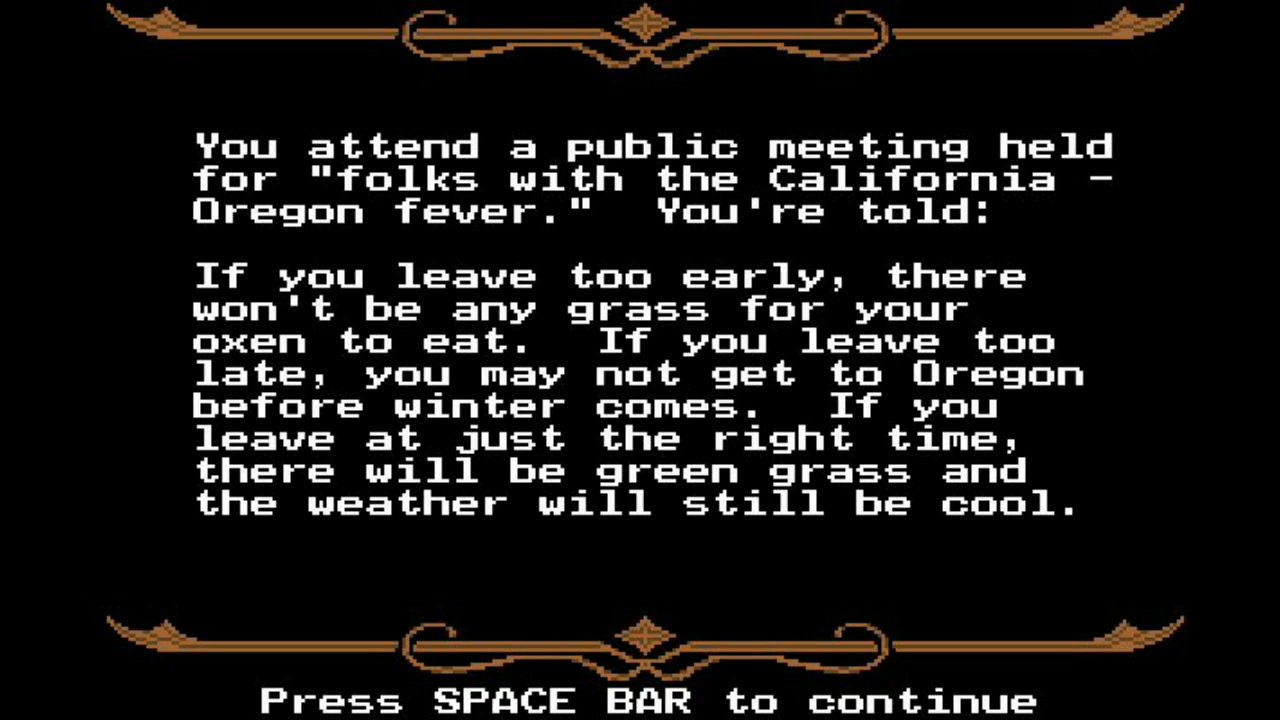 You attend a public meeting held
for "folks with the California -
Oregon fever."  You're told:
If you leave too early, there
won't be any grass for your
oxen to eat.  If you leave too
late, you may not get to Oregon
before winter comes.  If you
leave at just the right time,
there will be green grass and
the weather will still be cool.
Press SPACE BAR to continue